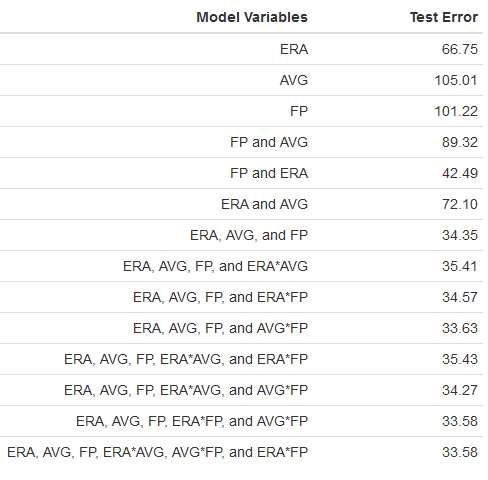 Model Variables Test Error
ERA 66.75
AVG 105.01
FP 101.22
FP and AVG 89.32
FP and ERA 42.49
ERA and AVG 72.10
ERA, AVG, and FP 34.35
ERA, AVG, FP, and ERA*AVG 35.41
ERA, AVG, FP, and ERA*FP 34.57
ERA, AVG, FP, and AVG*FP 33.63
ERA, AVG, FP, ERA*AVG, and ERA*FP 35.43
ERA, AVG, FP, ERA*AVG, and AVG*FP 34.27
ERA, AVG, FP, ERA*FP, and AVG*FP 33.58
ERA, AVG, FP, ERA*AVG, AVG*FP, and ERA*FP 33.58